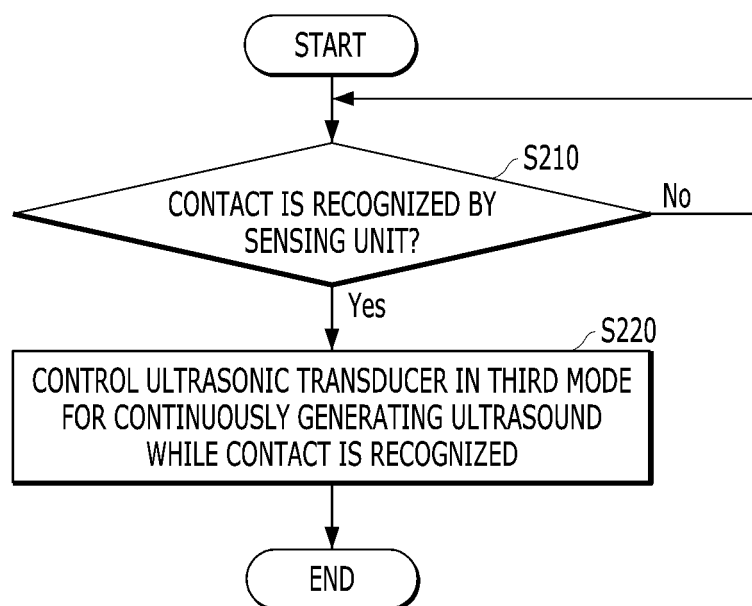 START
S210
CONTACT IS RECOGNIZED BY
SENSING UNIT?
No
Yes
S220
CONTROL ULTRASONIC TRANSDUCER IN THIRD MODE
FOR CONTINUOUSLY GENERATING ULTRASOUND
WHILE CONTACT IS RECOGNIZED
END